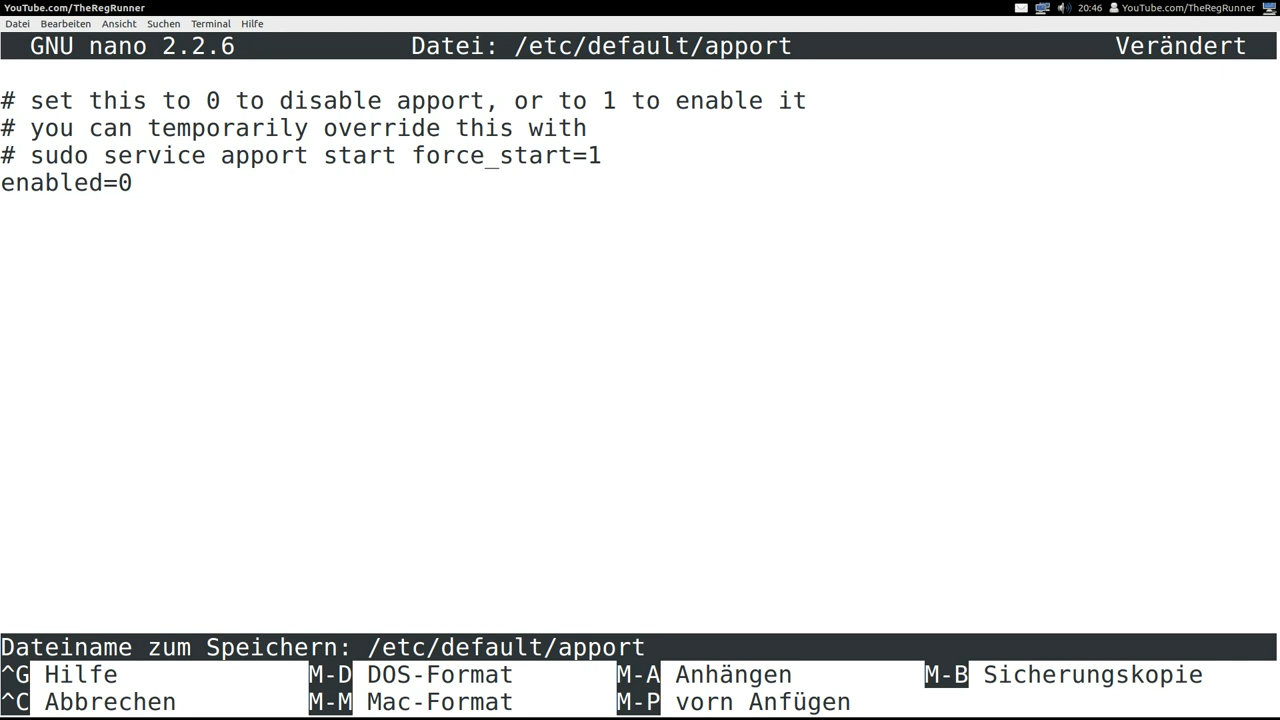 YouTube.com/TheRegRunner 20:46 YouTube.com/TheRegRunner
Datei Bearbeiten Ansicht Suchen Terminal Hilfe
GNU nano 2.2.6 Datei: /etc/default/apport Verändert
# set this to 0 to disable apport, or to 1 to enable it
# you can temporarily override this with
# sudo service apport start force_start=1
enabled=0
Dateiname zum Speichern: /etc/default/apport
^G Hilfe M-D DOS-Format M-A Anhängen M-B Sicherungskopie
^C Abbrechen M-M Mac-Format M-P vorn Anfügen